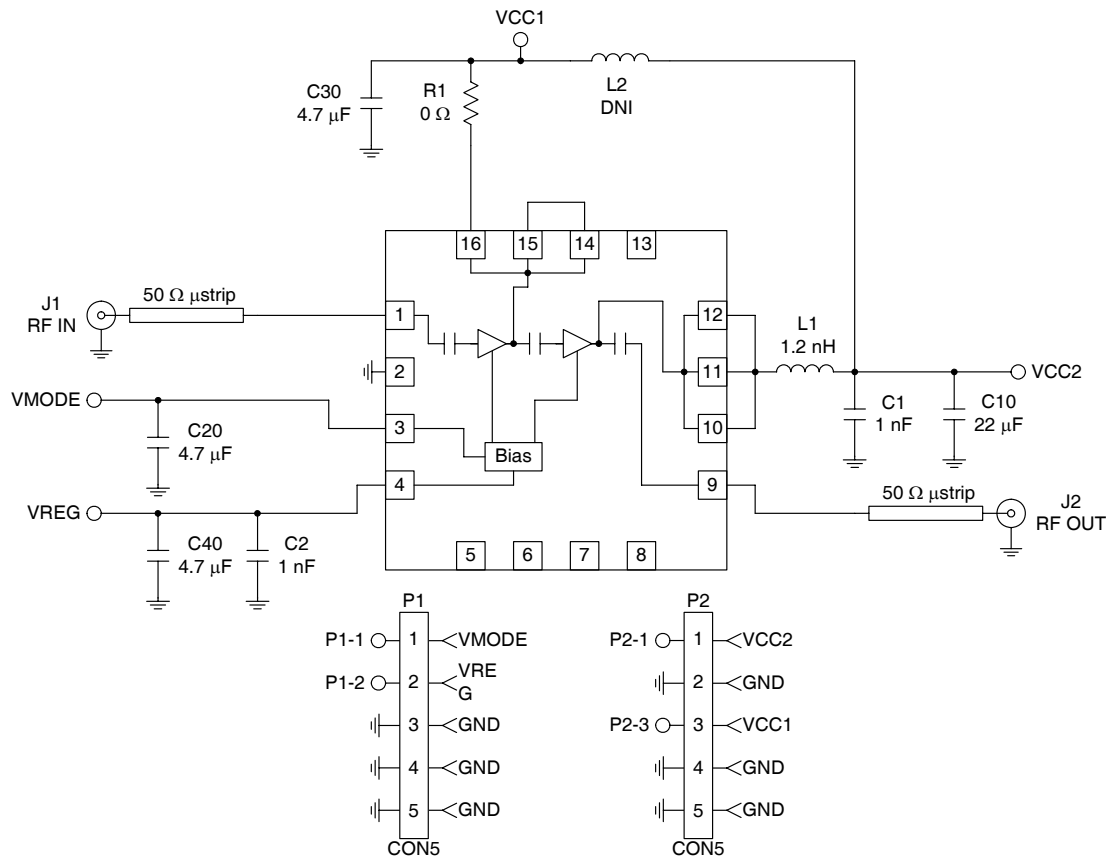 VCC1
C30
4.7 μF
R1
0 Ω
L2
DNI
16
15
14
13
J1
RF IN
50 Ω μstrip
1
2
3
4
Bias
12
11
10
9
L1
1.2 nH
VCC2
C1
1 nF
C10
22 μF
VMODE
C20
4.7 μF
VREG
C40
4.7 μF
C2
1 nF
50 Ω μstrip
J2
RF OUT
5
6
7
8
P1
P1-1
1
VMODE
P1-2
2
VRE
G
3
GND
4
GND
5
GND
CON5
P2
P2-1
1
VCC2
2
GND
P2-3
3
VCC1
4
GND
5
GND
CON5